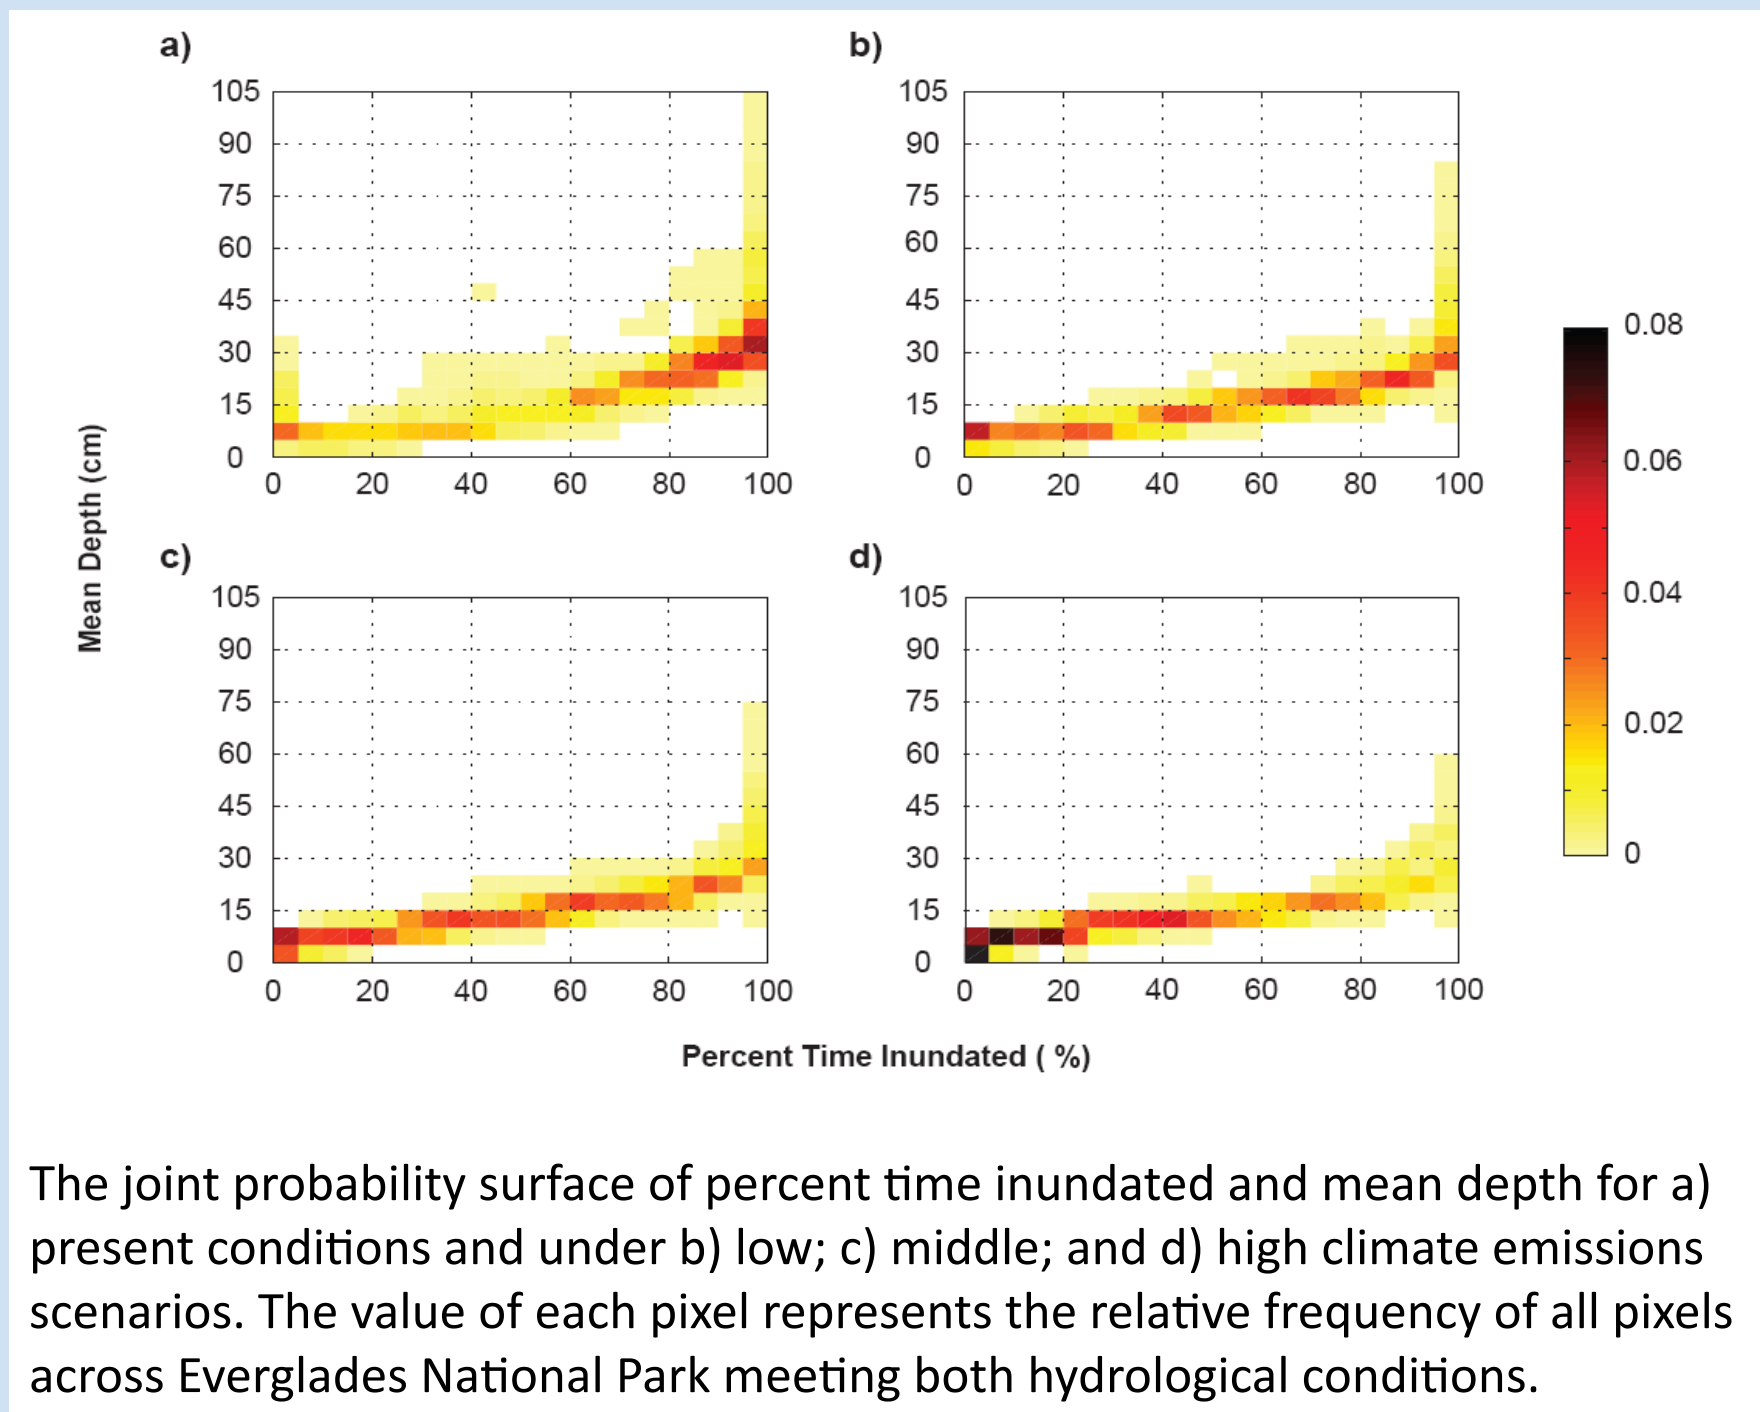 a)
b)
105
90
75
60
45
30
15
0
0 20 40 60 80 100
105
90
75
60
45
30
15
0
0 20 40 60 80 100
c)
d)
105
90
75
60
45
30
15
0
0 20 40 60 80 100
105
90
75
60
45
30
15
0
0 20 40 60 80 100
0.08
0.06
0.04
0.02
0
Mean Depth (cm)
Percent Time Inundated ( %)
The joint probability surface of percent time inundated and mean depth for a)
present conditions and under b) low; c) middle; and d) high climate emissions
scenarios. The value of each pixel represents the relative frequency of all pixels
across Everglades National Park meeting both hydrological conditions.